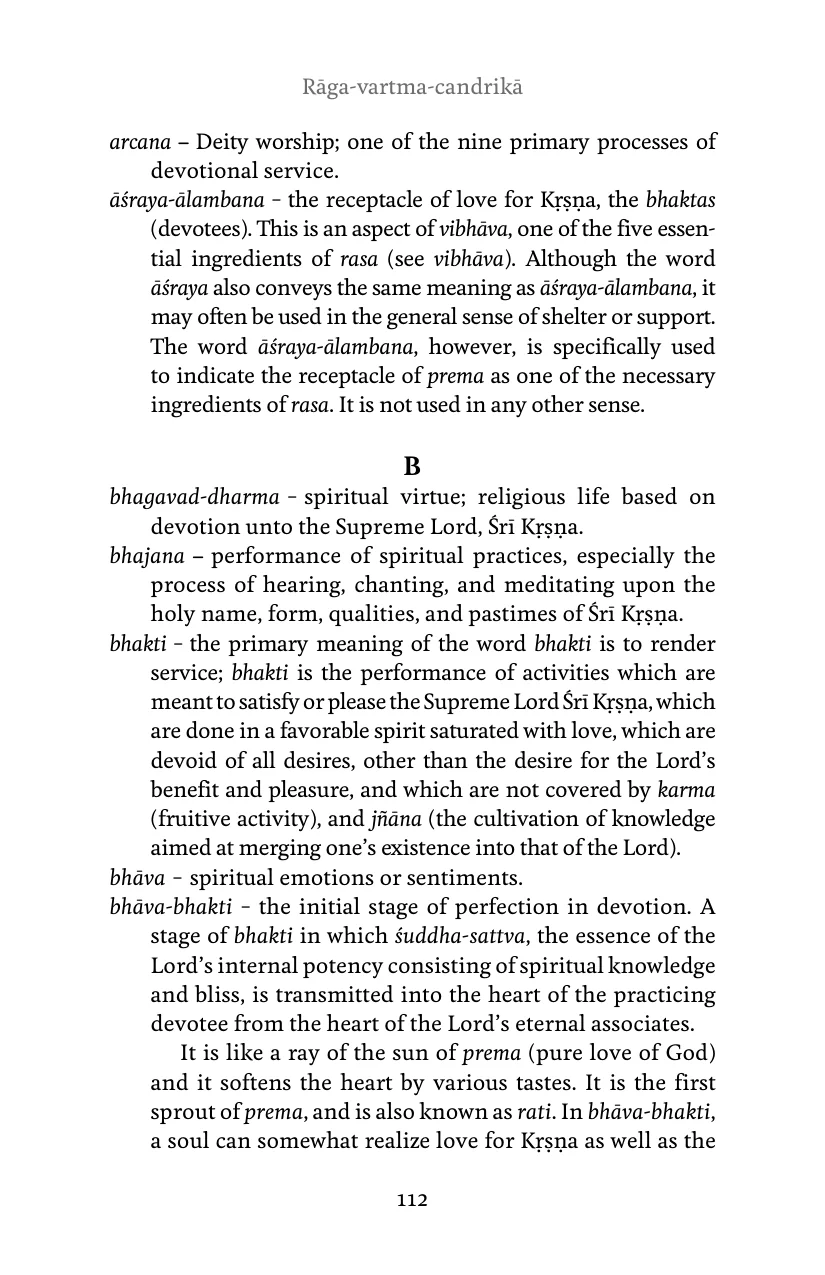 Rāga-vartma-candrikā
arcana – Deity worship; one of the nine primary processes of
devotional service.
āśraya-ālambana – the receptacle of love for Kṛṣṇa, the bhaktas
(devotees). This is an aspect of vibhāva, one of the five essen-
tial ingredients of rasa (see vibhāva). Although the word
āśraya also conveys the same meaning as āśraya-ālambana, it
may often be used in the general sense of shelter or support.
The word āśraya-ālambana, however, is specifically used
to indicate the receptacle of prema as one of the necessary
ingredients of rasa. It is not used in any other sense.
B
bhagavad-dharma – spiritual virtue; religious life based on
devotion unto the Supreme Lord, Śrī Kṛṣṇa.
bhajana – performance of spiritual practices, especially the
process of hearing, chanting, and meditating upon the
holy name, form, qualities, and pastimes of Śrī Kṛṣṇa.
bhakti – the primary meaning of the word bhakti is to render
service; bhakti is the performance of activities which are
meant to satisfy or please the Supreme Lord Śrī Kṛṣṇa, which
are done in a favorable spirit saturated with love, which are
devoid of all desires, other than the desire for the Lord’s
benefit and pleasure, and which are not covered by karma
(fruitive activity), and jñāna (the cultivation of knowledge
aimed at merging one’s existence into that of the Lord).
bhāva – spiritual emotions or sentiments.
bhāva-bhakti – the initial stage of perfection in devotion. A
stage of bhakti in which śuddha-sattva, the essence of the
Lord’s internal potency consisting of spiritual knowledge
and bliss, is transmitted into the heart of the practicing
devotee from the heart of the Lord’s eternal associates.
It is like a ray of the sun of prema (pure love of God)
and it softens the heart by various tastes. It is the first
sprout of prema, and is also known as rati. In bhāva-bhakti,
a soul can somewhat realize love for Kṛṣṇa as well as the
112